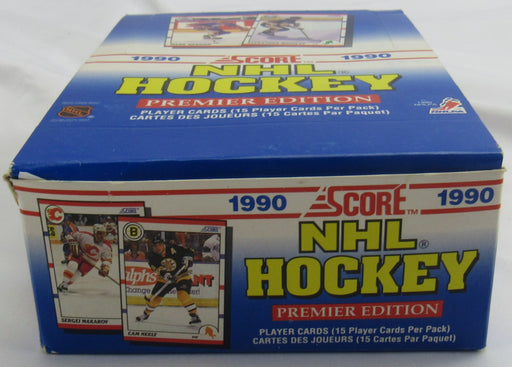 1990 SCORE 1990
NHL®
HOCKEY
PREMIER EDITION
PLAYER CARDS (15 Player Cards Per Pack)
CARTES DES JOUEURS (15 Cartes Par Paquet)
1990 SCORE™ 1990
NHL®
HOCKEY
PREMIER EDITION
PLAYER CARDS (15 Player Cards Per Pack)
CARTES DES JOUEURS (15 Cartes Par Paquet)
SCORE
SERGEI MAKAROV
SCORE
CAM NEELY